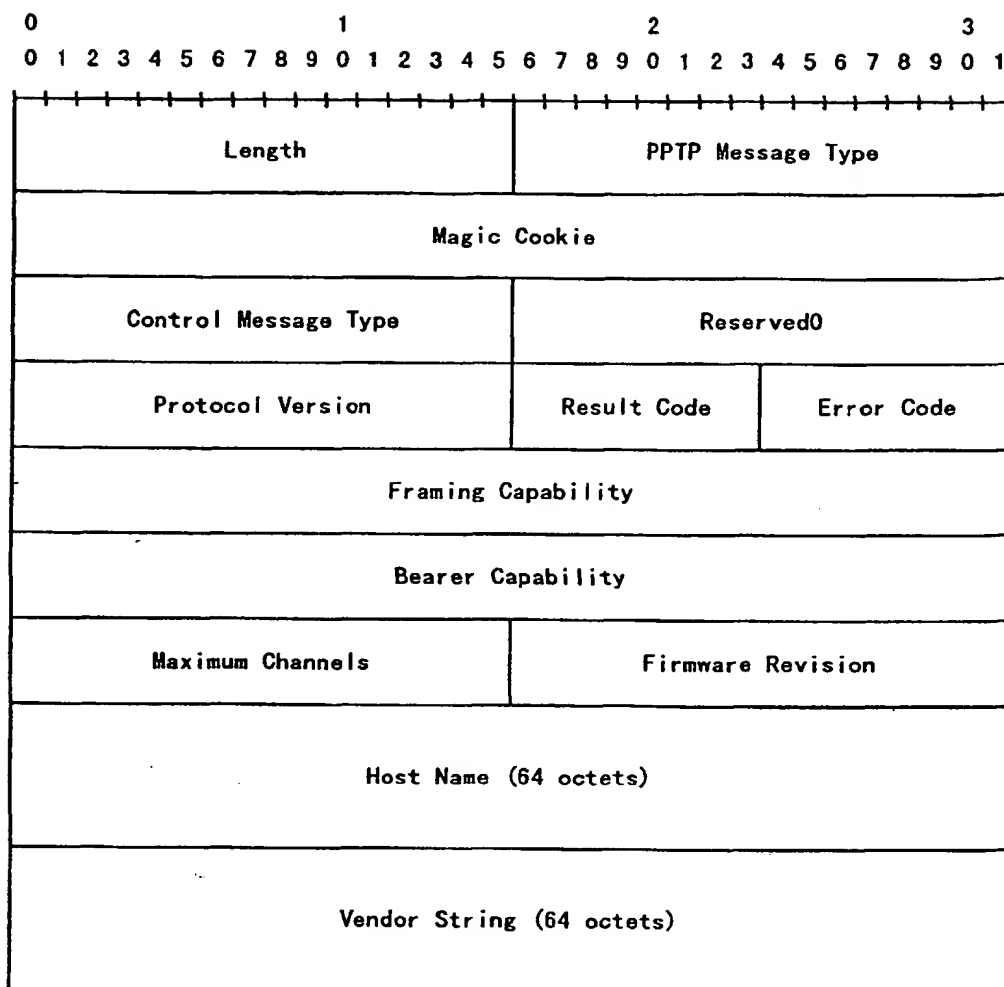 0 1 2 3
0 1 2 3 4 5 6 7 8 9 0 1 2 3 4 5 6 7 8 9 0 1 2 3 4 5 6 7 8 9 0 1
Length PPTP Message Type
Magic Cookie
Control Message Type Reserved0
Protocol Version Result Code Error Code
Framing Capability
Bearer Capability
Maximum Channels Firmware Revision
Host Name (64 octets)
Vendor String (64 octets)